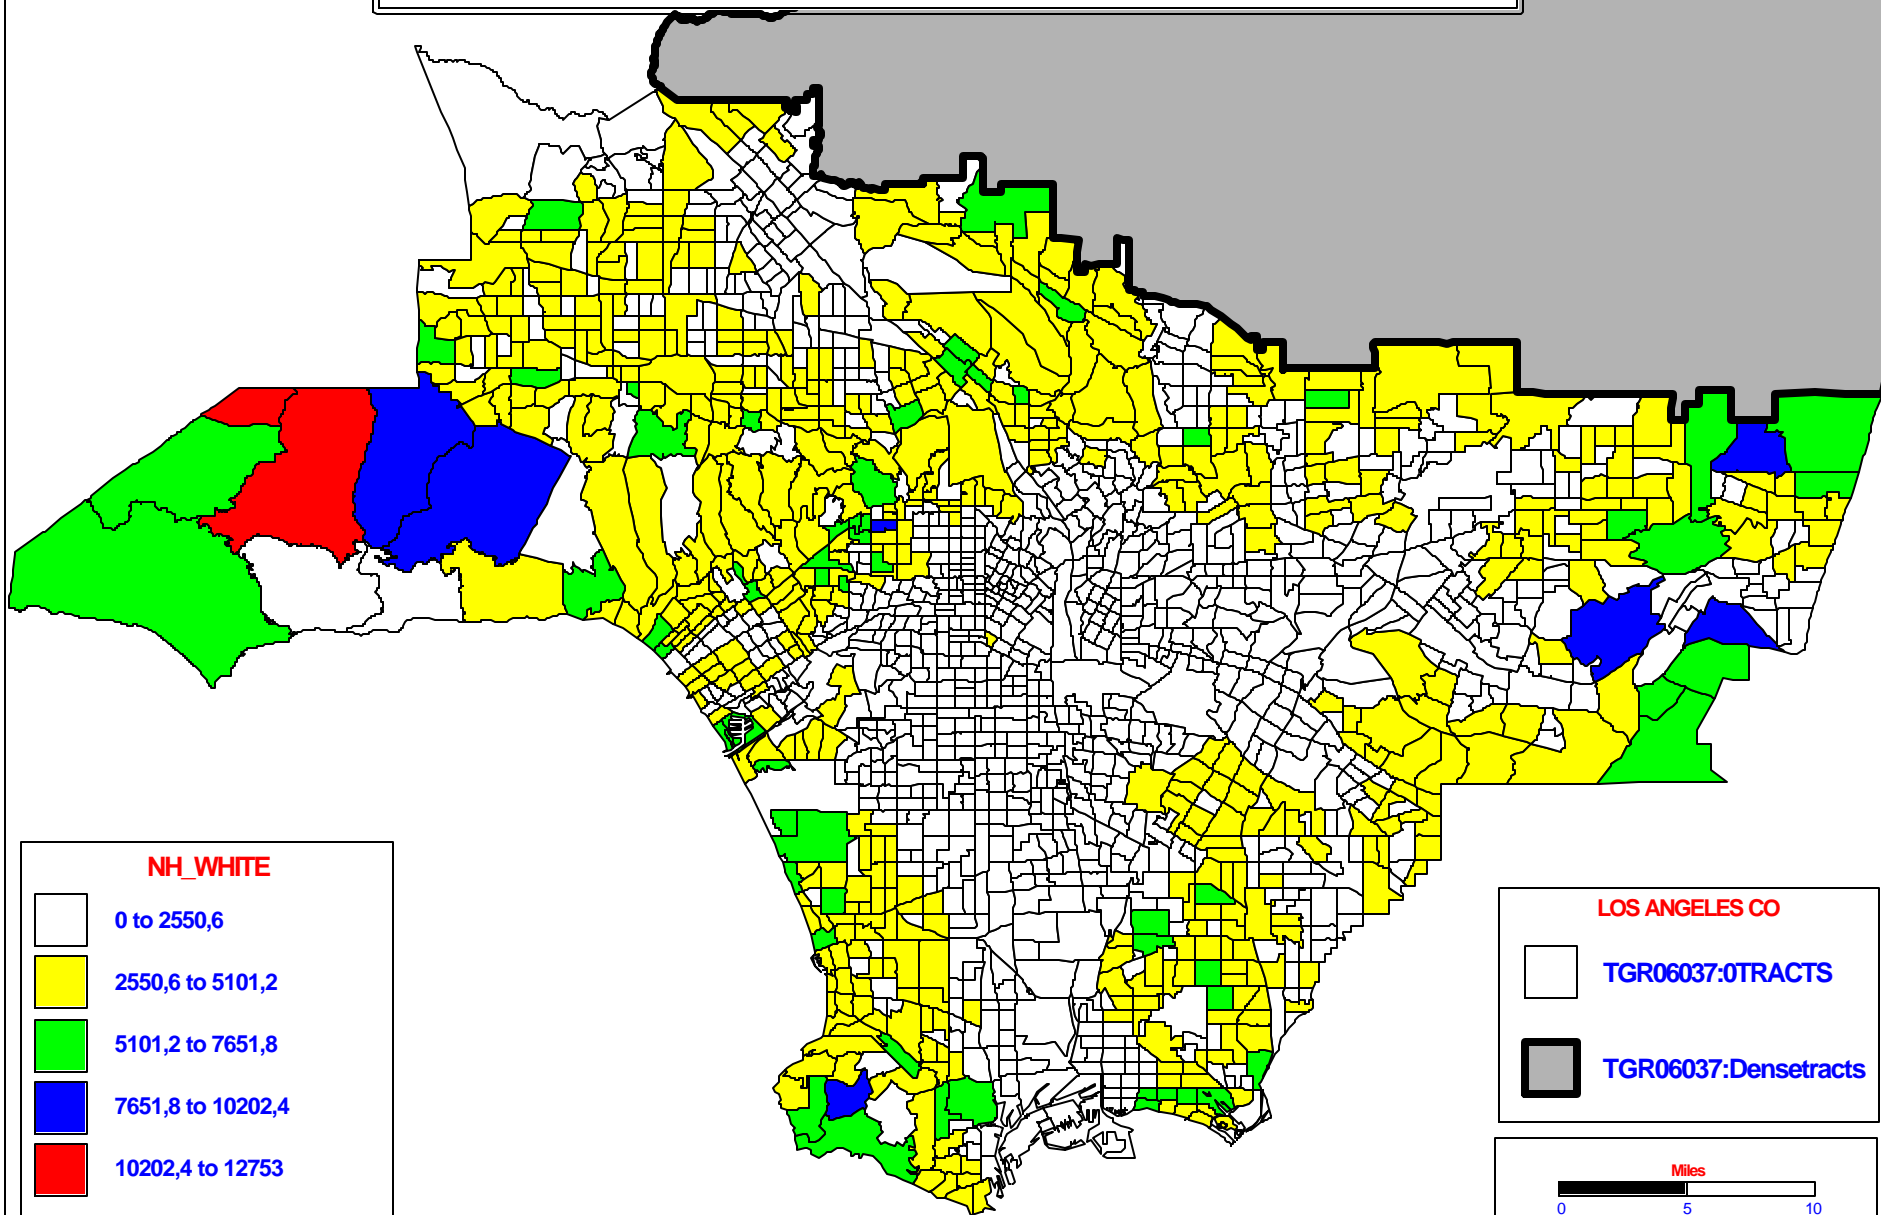 NH_WHITE
0 to 2550,6
2550,6 to 5101,2
5101,2 to 7651,8
7651,8 to 10202,4
10202,4 to 12753
LOS ANGELES CO
TGR06037:0TRACTS
TGR06037:Densetracts
Miles
0 5 10